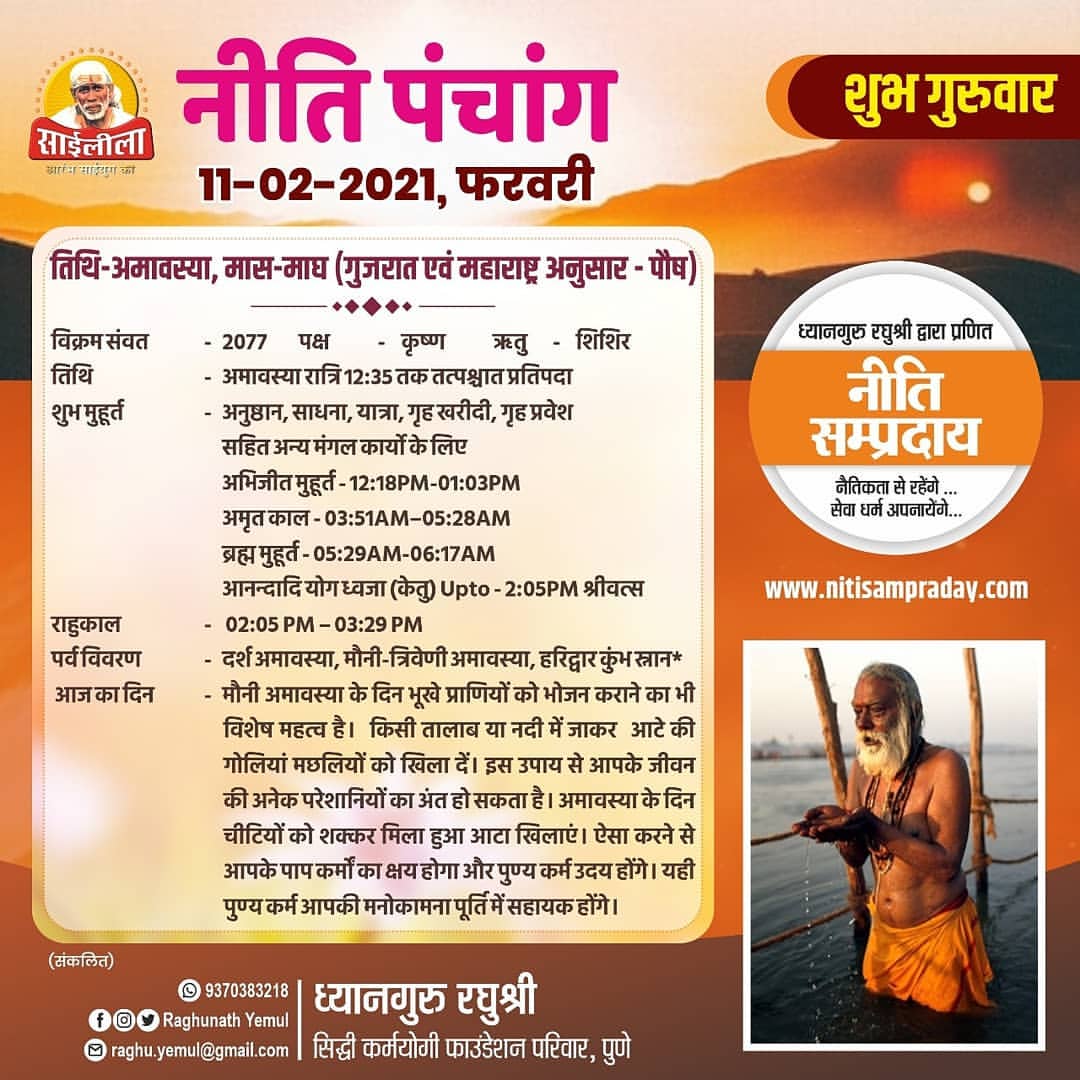 साईलीला
आरंभ साईयुग का
नीति पंचांग
11-02-2021, फरवरी
शुभ गुरुवार
तिथि-अमावस्या, मास-माघ (गुजरात एवं महाराष्ट्र अनुसार - पौष)
विक्रम संवत - 2077 पक्ष - कृष्ण ऋतु - शिशिर
तिथि - अमावस्या रात्रि 12:35 तक तत्पश्चात प्रतिपदा
शुभ मुहूर्त - अनुष्ठान, साधना, यात्रा, गृह खरीदी, गृह प्रवेश
सहित अन्य मंगल कार्यो के लिए
अभिजीत मुहूर्त - 12:18PM-01:03PM
अमृत काल - 03:51AM–05:28AM
ब्रह्म मुहूर्त - 05:29AM-06:17AM
आनन्दादि योग ध्वजा (केतु) Upto - 2:05PM श्रीवत्स
राहुकाल - 02:05 PM – 03:29 PM
पर्व विवरण - दर्श अमावस्या, मौनी-त्रिवेणी अमावस्या, हरिद्वार कुंभ स्नान*
आज का दिन - मौनी अमावस्या के दिन भूखे प्राणियों को भोजन कराने का भी
विशेष महत्व है। किसी तालाब या नदी में जाकर आटे की
गोलियां मछलियों को खिला दें। इस उपाय से आपके जीवन
की अनेक परेशानियों का अंत हो सकता है। अमावस्या के दिन
चीटियों को शक्कर मिला हुआ आटा खिलाएं। ऐसा करने से
आपके पाप कर्मों का क्षय होगा और पुण्य कर्म उदय होंगे। यही
पुण्य कर्म आपकी मनोकामना पूर्ति में सहायक होंगे।
ध्यानगुरु रघुश्री द्वारा प्रणित
नीति
सम्प्रदाय
नैतिकता से रहेंगे ...
सेवा धर्म अपनायेंगे...
www.nitisampraday.com
(संकलित)
9370383218
Raghunath Yemul
raghu.yemul@gmail.com
ध्यानगुरु रघुश्री
सिद्धी कर्मयोगी फाउंडेशन परिवार, पुणे